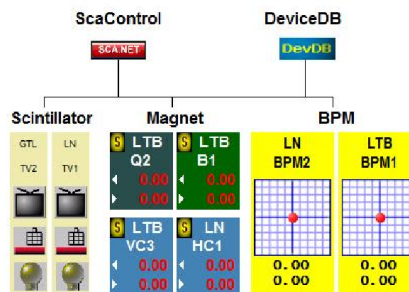 ScaControl DeviceDB
SCA.NET DevDB
Scintillator Magnet BPM
GTL LN
TV2 TV1
S LTB S LTB
Q2 B1
0.00 0.00
0.00 0.00
S LTB S LN
VC3 HC1
0.00 0.00
0.00 0.00
LN LTB
BPM2 BPM1
0.00 0.00
0.00 0.00